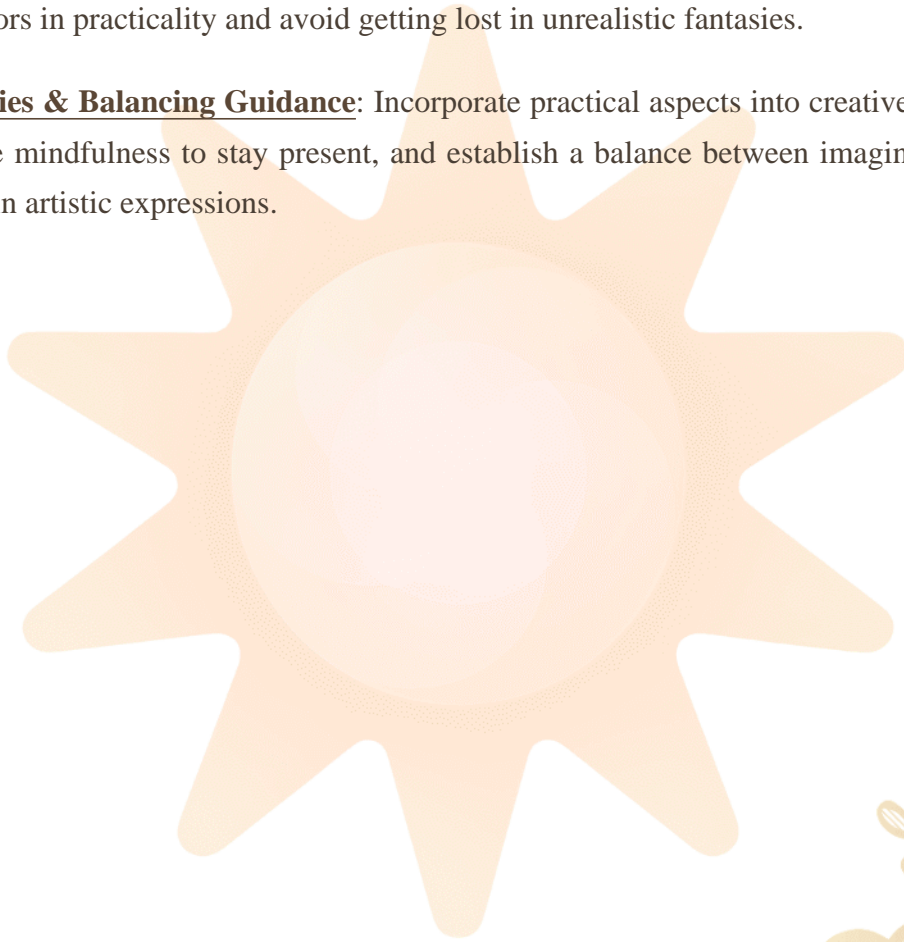 ors in practicality and avoid getting lost in unrealistic fantasies.
ies & Balancing Guidance: Incorporate practical aspects into creative
e mindfulness to stay present, and establish a balance between imagin
n artistic expressions.